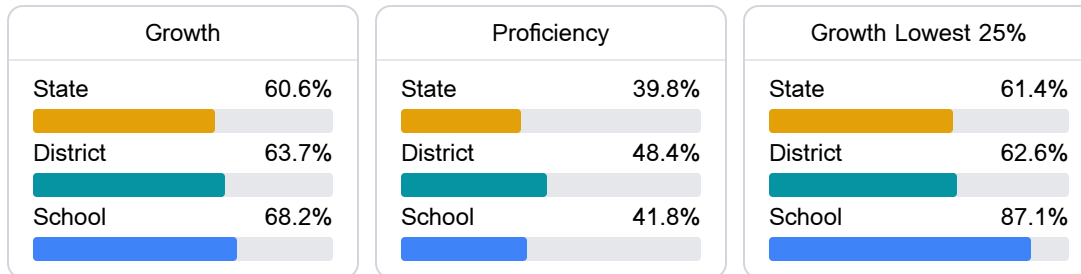 Growth
State 60.6%
District 63.7%
School 68.2%
Proficiency
State 39.8%
District 48.4%
School 41.8%
Growth Lowest 25%
State 61.4%
District 62.6%
School 87.1%